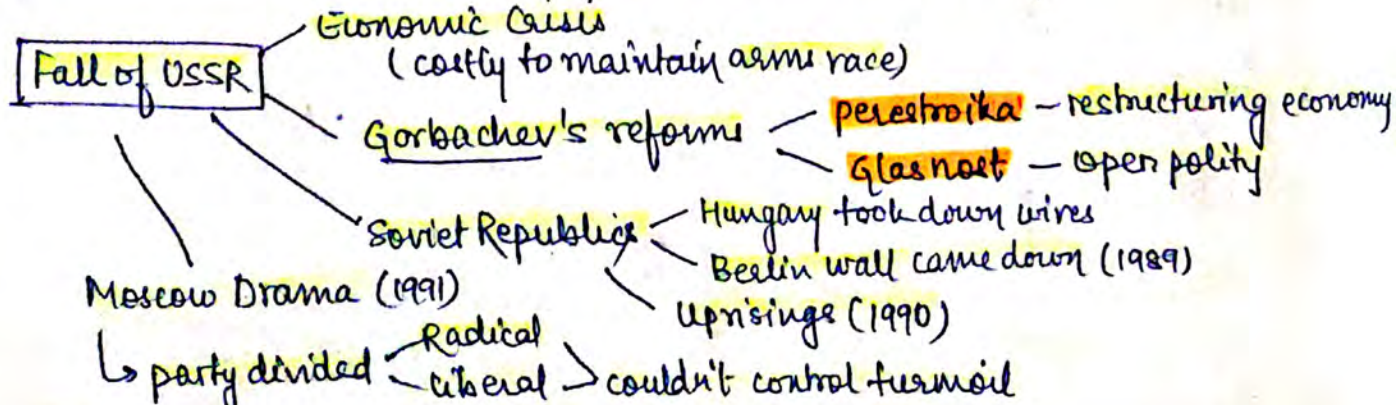 Economic Crisis
Fall of USSR
(costly to maintain arms race)
Gorbachev's reforms
perestroika - restructuring economy
Glasnost - open polity
Soviet Republics
Hungary took down wires
Berlin wall came down (1989)
Uprisings (1990)
Moscow Drama (1991)
↳ party divided
Radical
Liberal
couldn't control turmoil